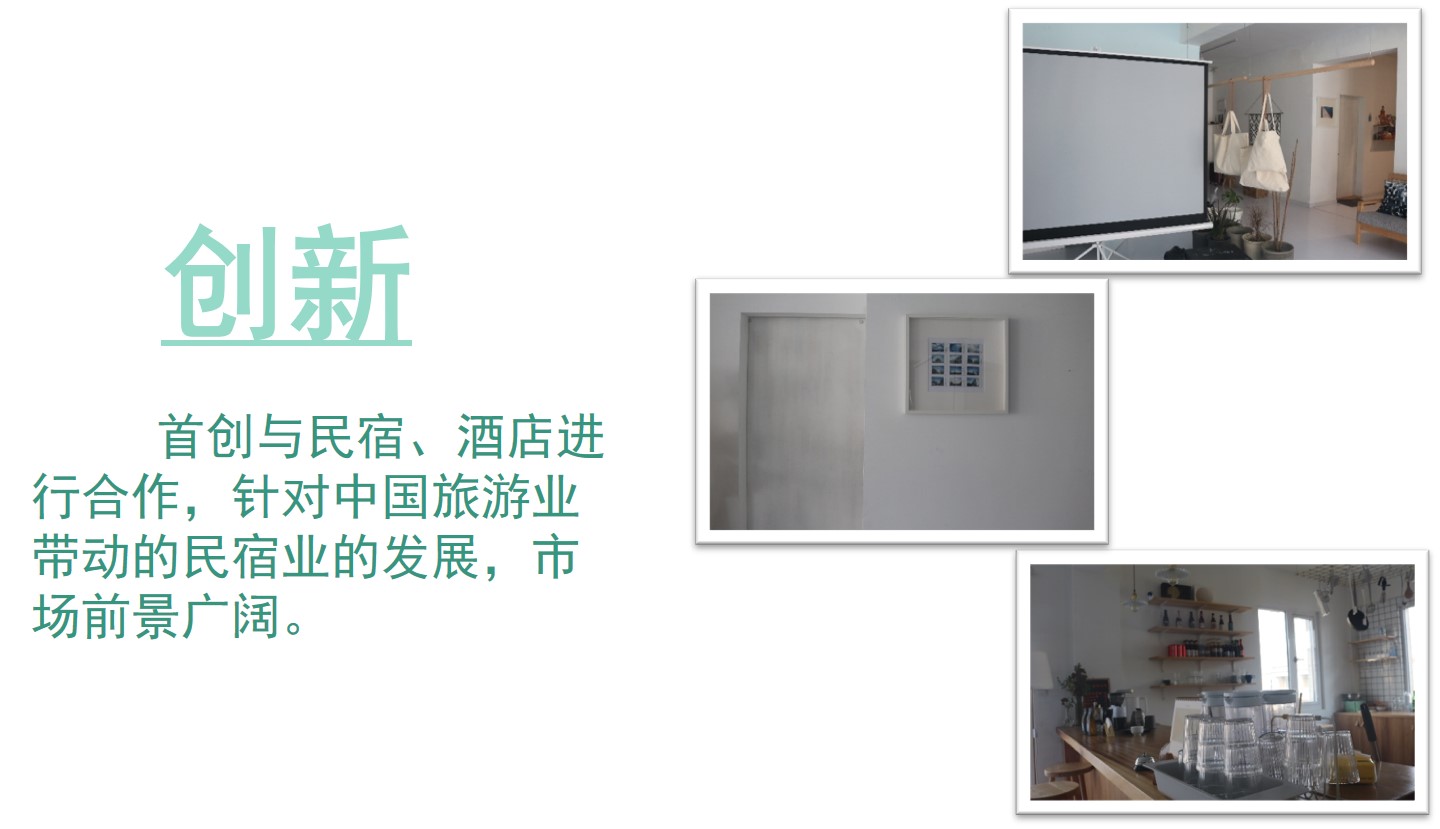 创新
首创与民宿、酒店进
行合作，针对中国旅游业
带动的民宿业的发展，市
场前景广阔。